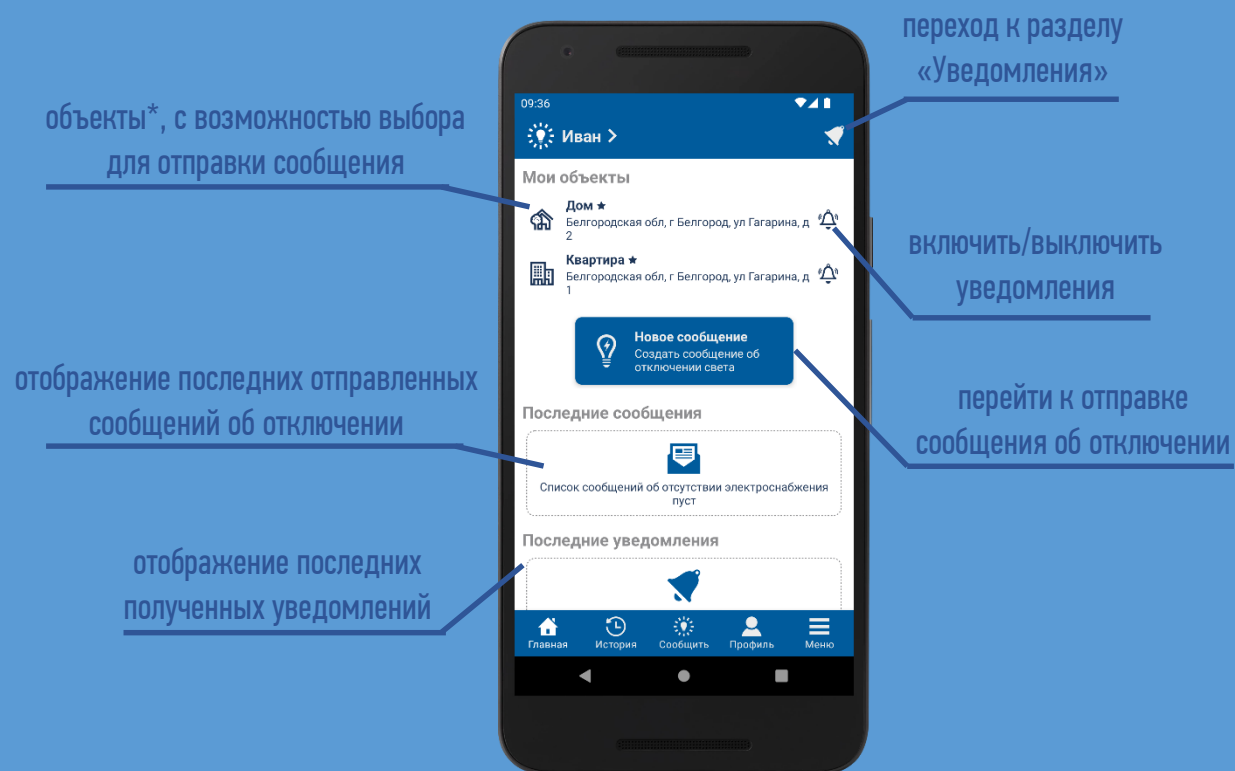 переход к разделу
«Уведомления»
объекты*, с возможностью выбора
для отправки сообщения
09:36
Иван >
Мои объекты
Дом ★
Белгородская обл, г Белгород, ул Гагарина, д
2
Квартира ★
Белгородская обл, г Белгород, ул Гагарина, д
1
включить/выключить
уведомления
Новое сообщение
Создать сообщение об
отключении света
отображение последних отправленных
сообщений об отключении
перейти к отправке
сообщения об отключении
Последние сообщения
Список сообщений об отсутствии электроснабжения
пуст
Последние уведомления
отображение последних
полученных уведомлений
Главная
История
Сообщить
Профиль
Меню